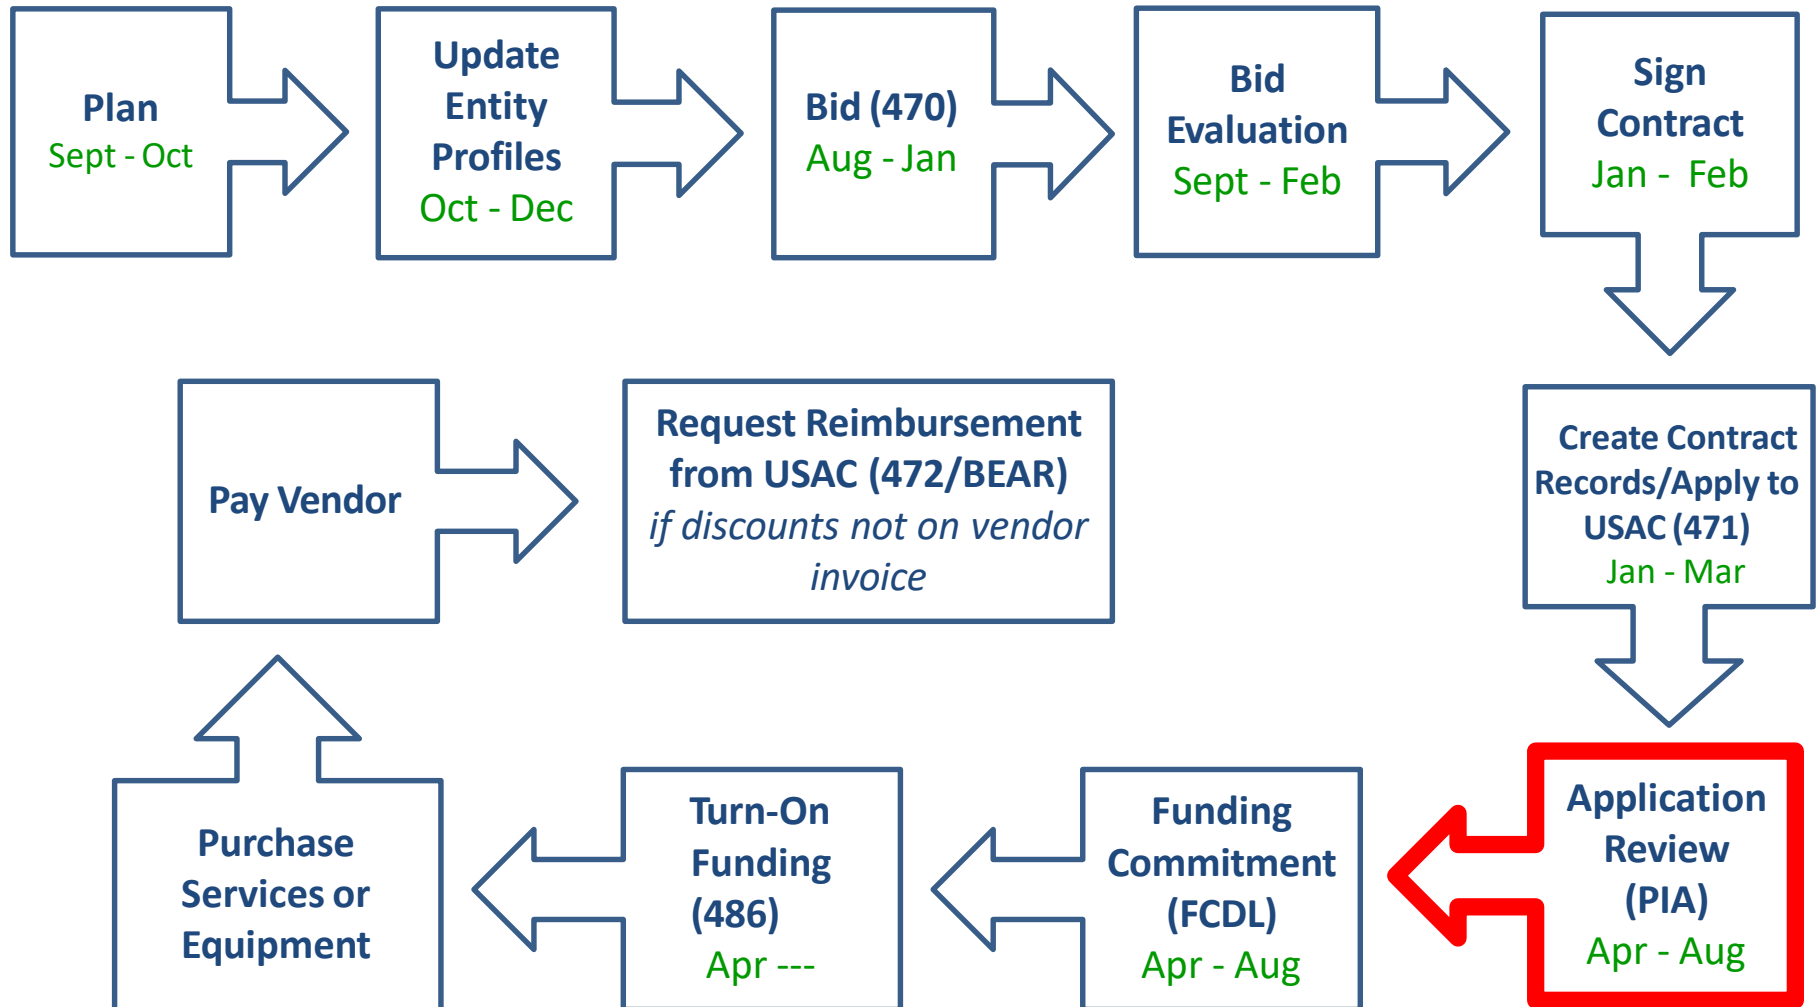 Plan
Sept - Oct
Update
Entity
Profiles
Oct - Dec
Bid (470)
Aug - Jan
Bid
Evaluation
Sept - Feb
Sign
Contract
Jan - Feb
Create Contract
Records/Apply to
USAC (471)
Jan - Mar
Application
Review
(PIA)
Apr - Aug
Funding
Commitment
(FCDL)
Apr - Aug
Turn-On
Funding
(486)
Apr ---
Purchase
Services or
Equipment
Pay Vendor
Request Reimbursement
from USAC (472/BEAR)
if discounts not on vendor
invoice